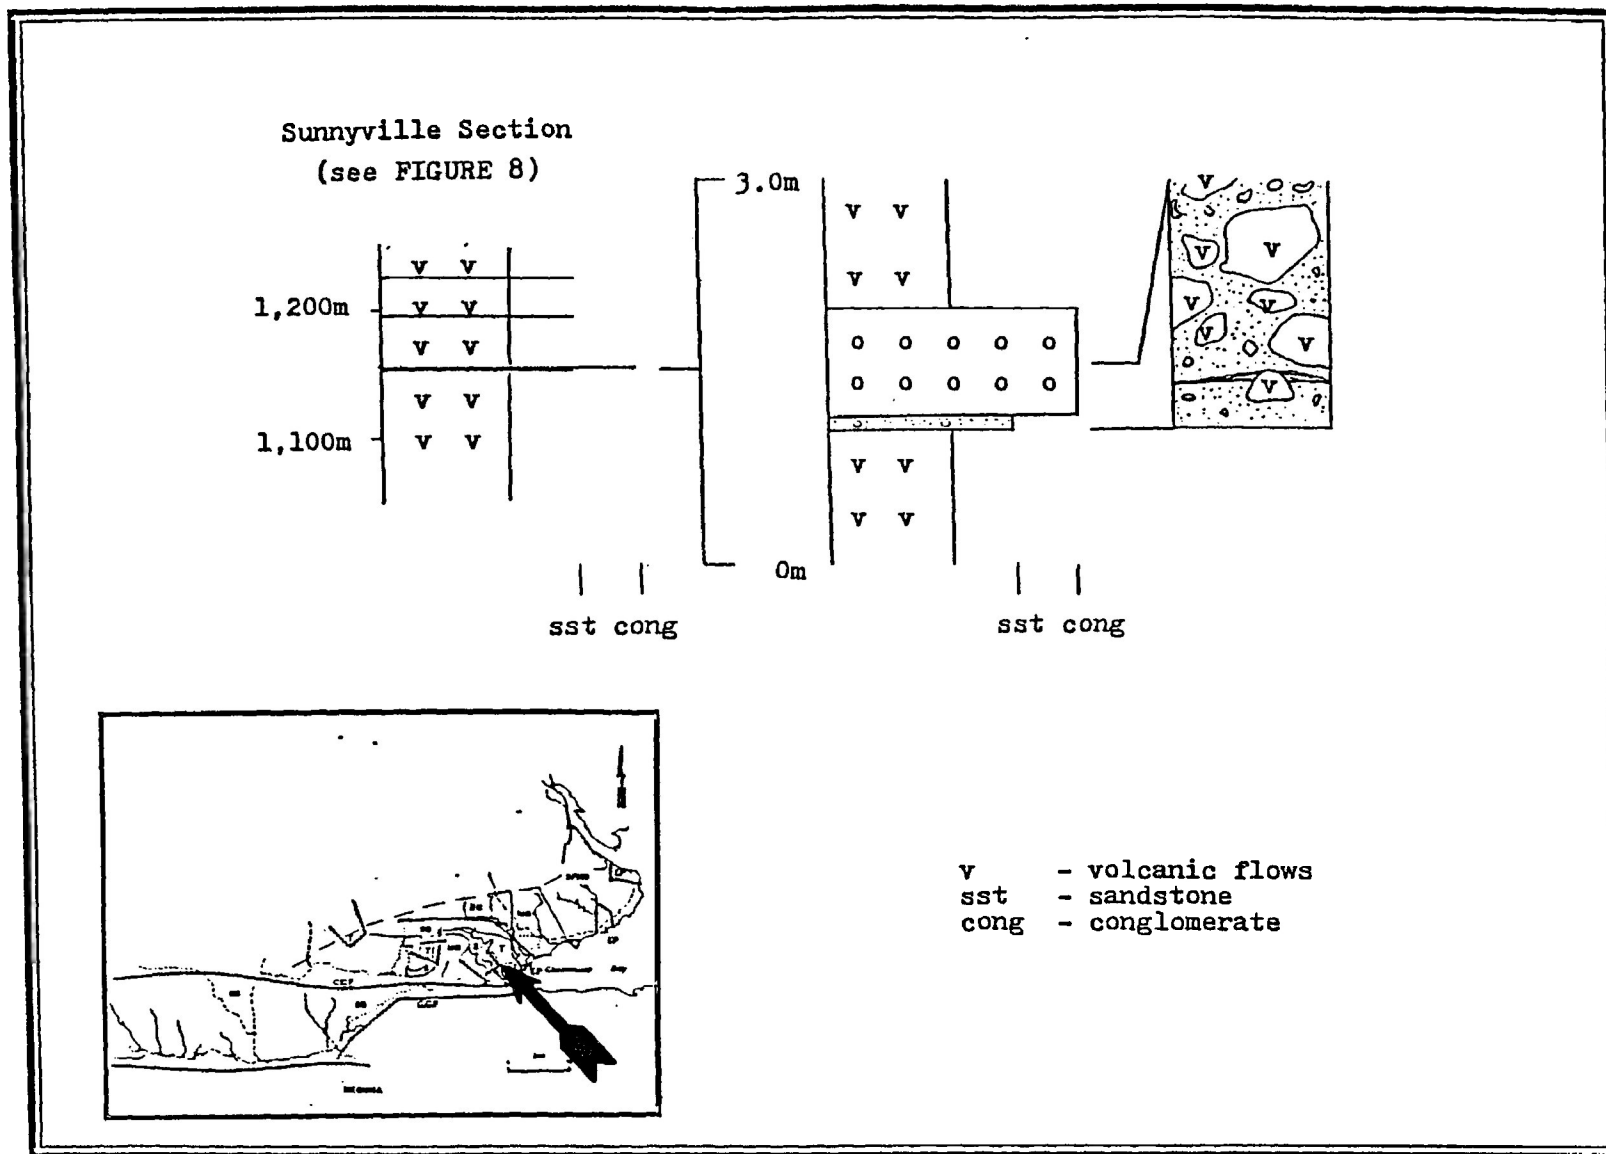 Sunnyville Section
(see FIGURE 8)
3.0m
v v
v v
v v
1,200m v v
v v
v v
1,100m v v
o o o o o
o o o o o
v v
v v
0m
v
v v
v v
v v
v
sst cong
sst cong
v - volcanic flows
sst - sandstone
cong - conglomerate
T